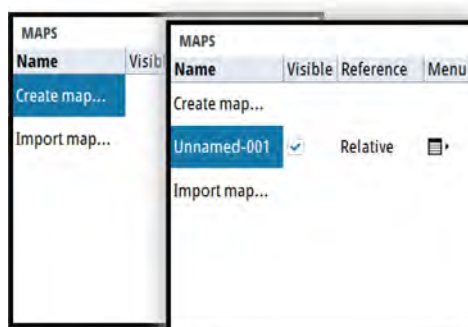 MAPS
Name Visib
Create map...
Import map...
MAPS
Name Visible Reference Menu
Create map...
Unnamed-001 Relative
Import map...